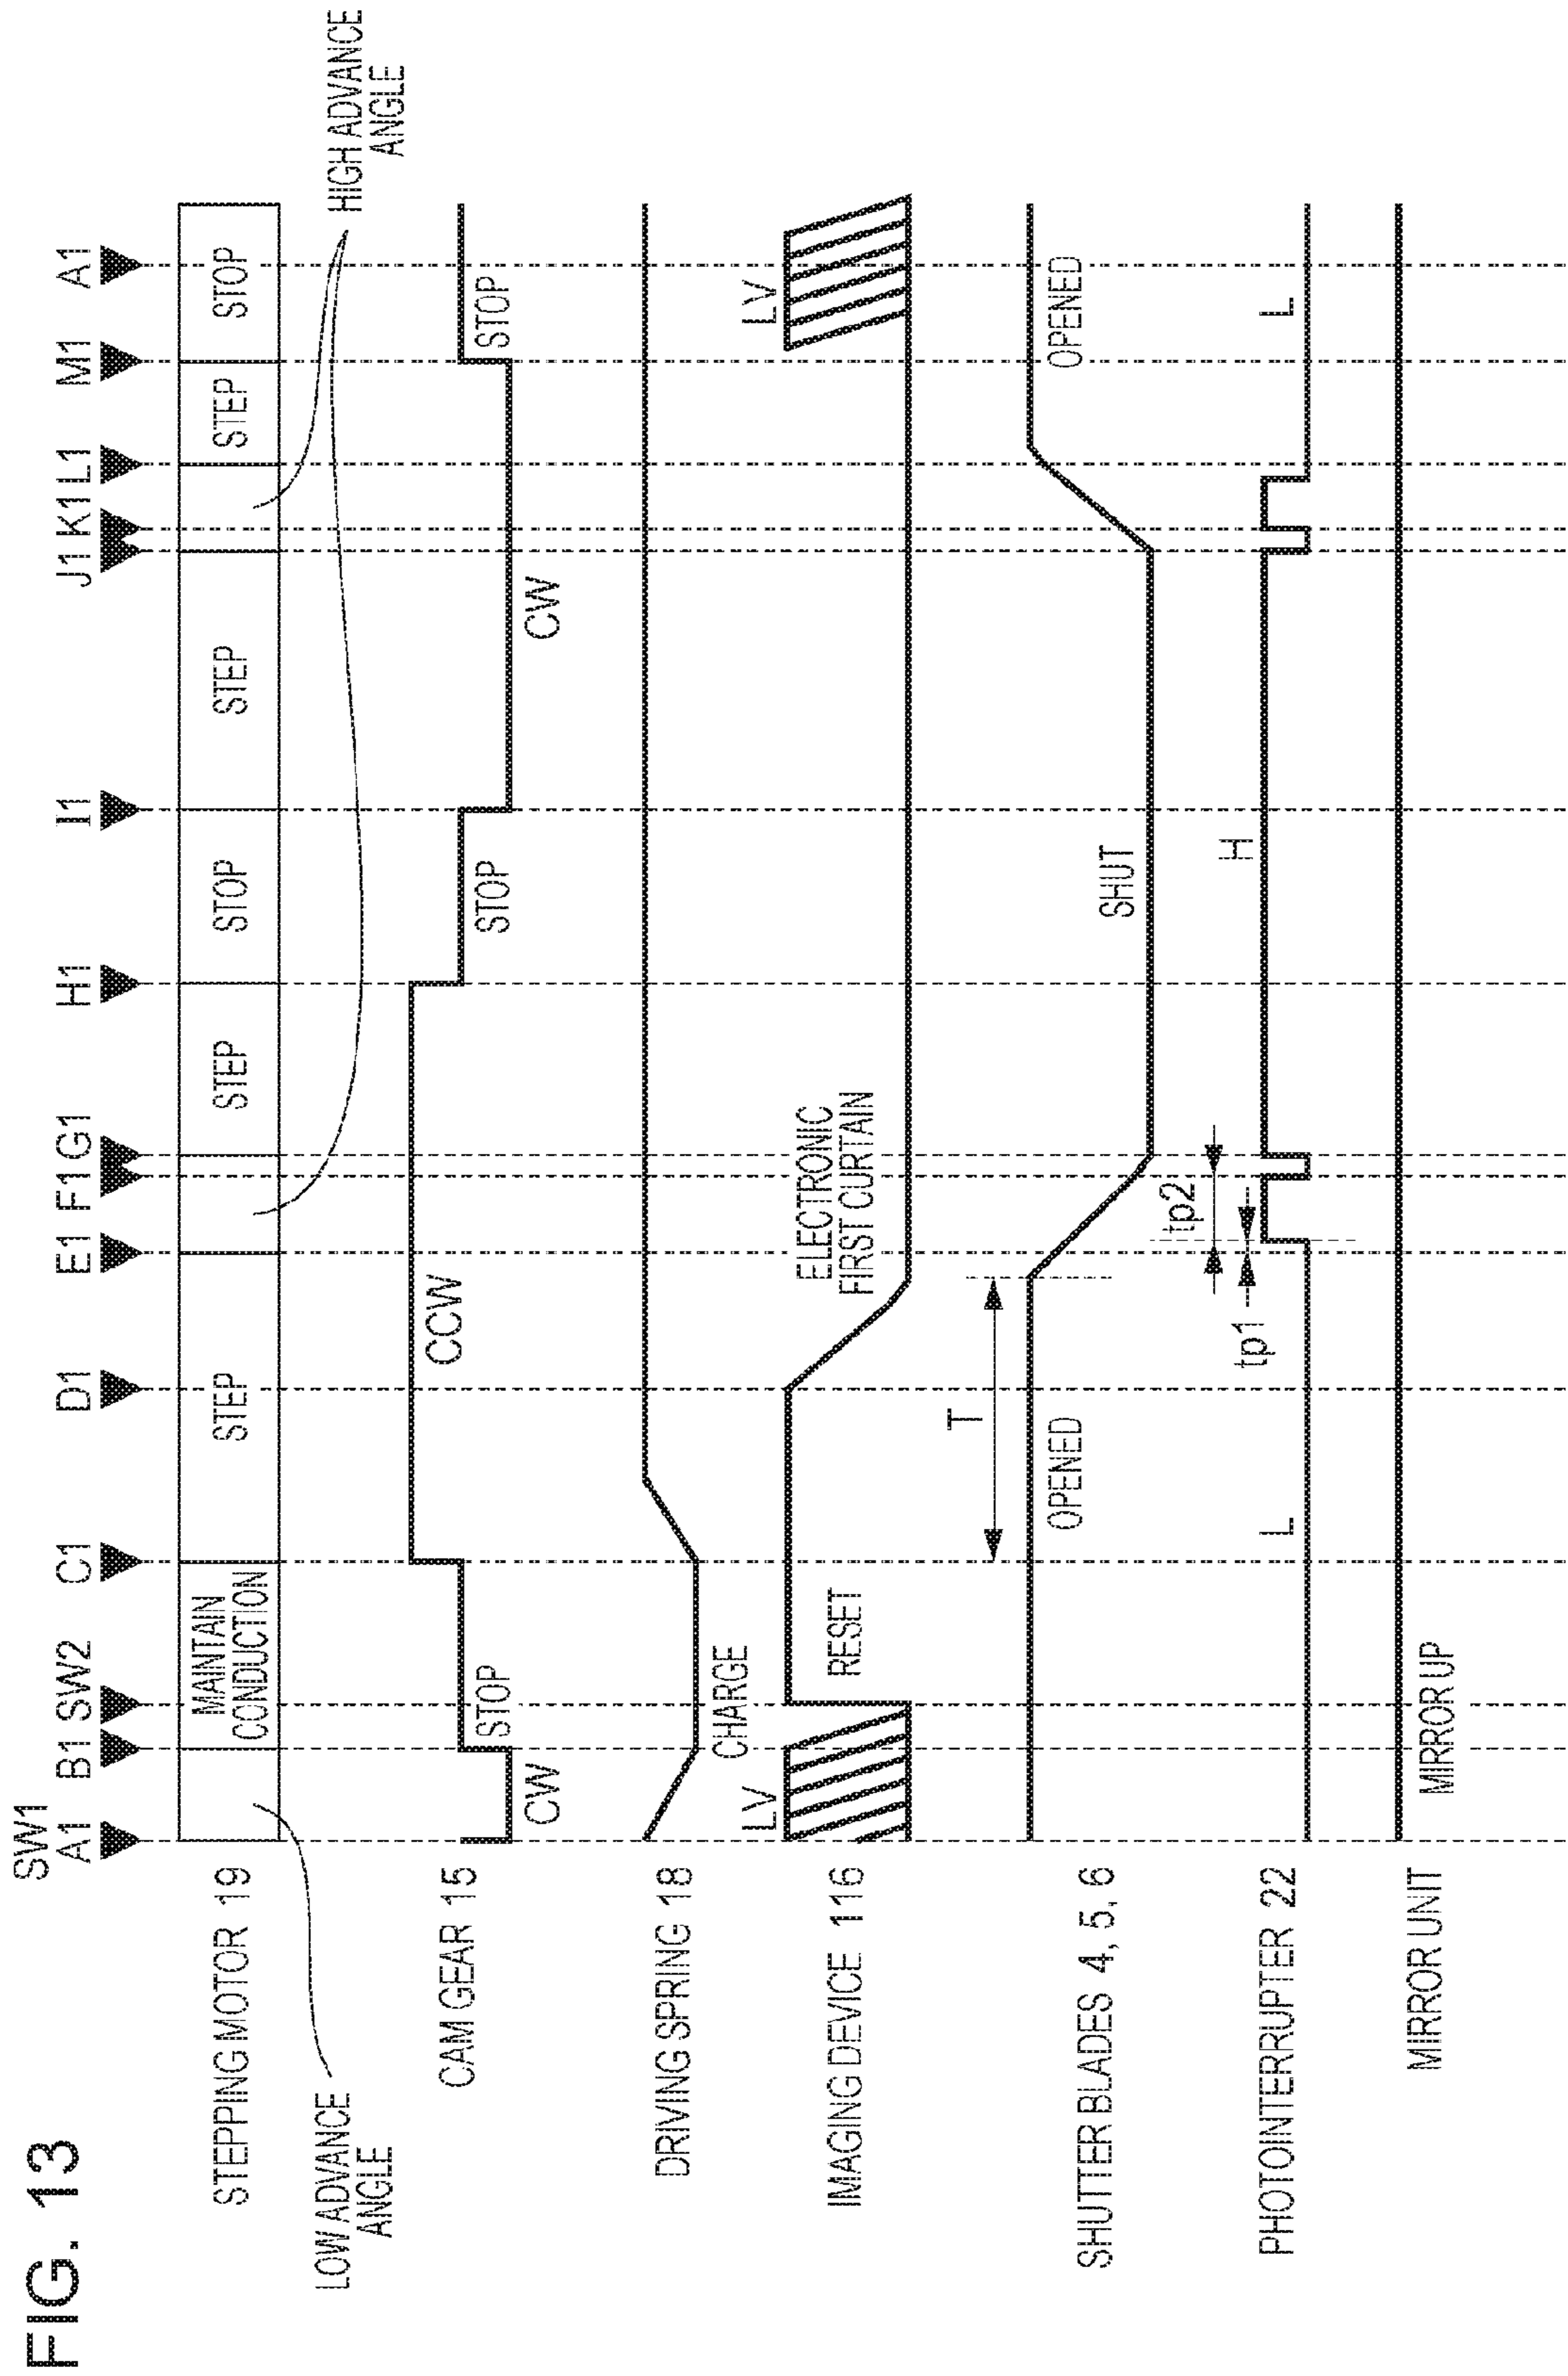 FIG. 13
SW1
A1 B1 SW2 C1 D1 E1 F1 G1 H1 I1 J1 K1 L1 M1 A1
STEPPING MOTOR 19
MAINTAIN
CONDUCTION
STEP
STEP
STOP
STEP
STEP
STOP
LOW ADVANCE
ANGLE
HIGH ADVANCE
ANGLE
CAM GEAR 15
CW
STOP
CCW
STOP
CW
STOP
DRIVING SPRING 18
CHARGE
IMAGING DEVICE 116
LV
RESET
ELECTRONIC
FIRST CURTAIN
LV
T
SHUTTER BLADES 4, 5, 6
OPENED
SHUT
OPENED
tp2
tp1
PHOTOINTERRUPTER 22
L
H
L
MIRROR UNIT
MIRROR UP